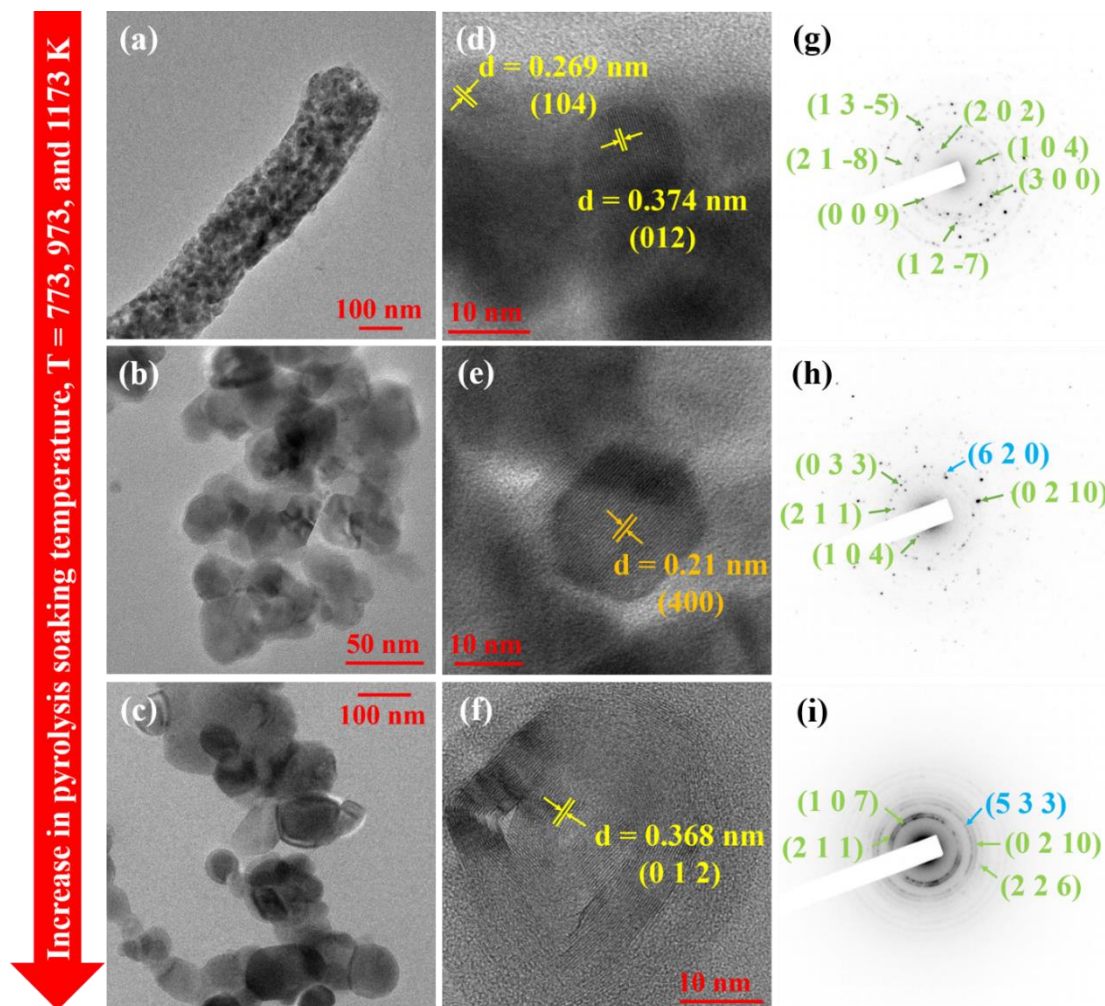 Increase in pyrolysis soaking temperature, T = 773, 973, and 1173 K
(a)
100 nm
(d)
d = 0.269 nm
(104)
d = 0.374 nm
(012)
10 nm
(g)
(1 3 -5)
(2 0 2)
(2 1 -8)
(1 0 4)
(3 0 0)
(0 0 9)
(1 2 -7)
(b)
50 nm
(e)
d = 0.21 nm
(400)
10 nm
(h)
(6 2 0)
(0 3 3)
(0 2 10)
(2 1 1)
(1 0 4)
(c)
100 nm
(f)
d = 0.368 nm
(0 1 2)
10 nm
(i)
(1 0 7)
(5 3 3)
(2 1 1)
(0 2 10)
(2 2 6)